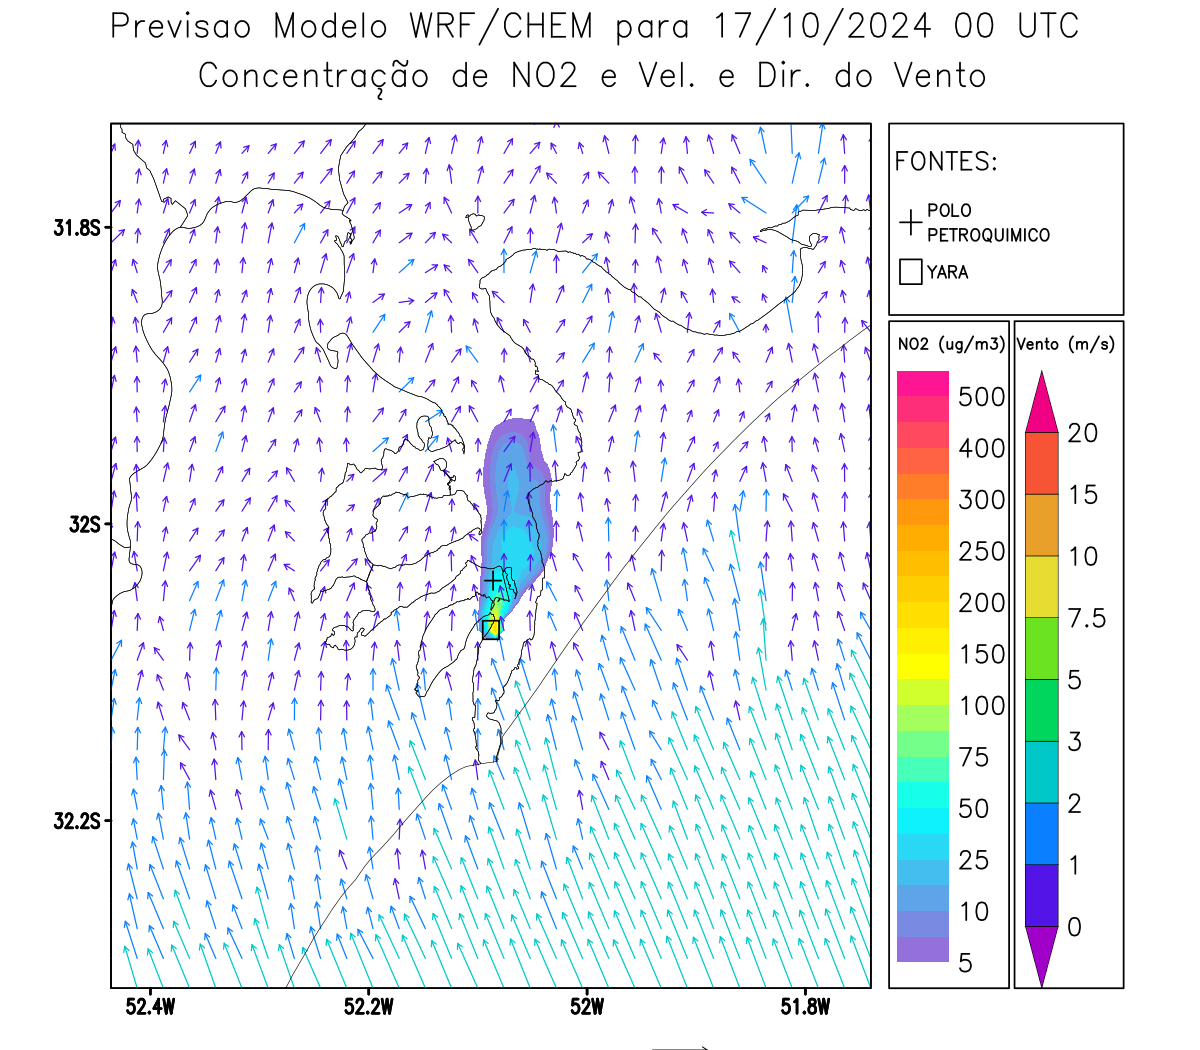 Previsao Modelo WRF/CHEM para 17/10/2024 00 UTC
Concentração de NO2 e Vel. e Dir. do Vento
FONTES:
POLO
PETROQUIMICO
YARA
NO2 (ug/m3)
500
400
300
250
200
150
100
75
50
25
10
5
Vento (m/s)
20
15
10
7.5
5
3
2
1
0
31.8S
32S
32.2S
52.4W
52.2W
52W
51.8W